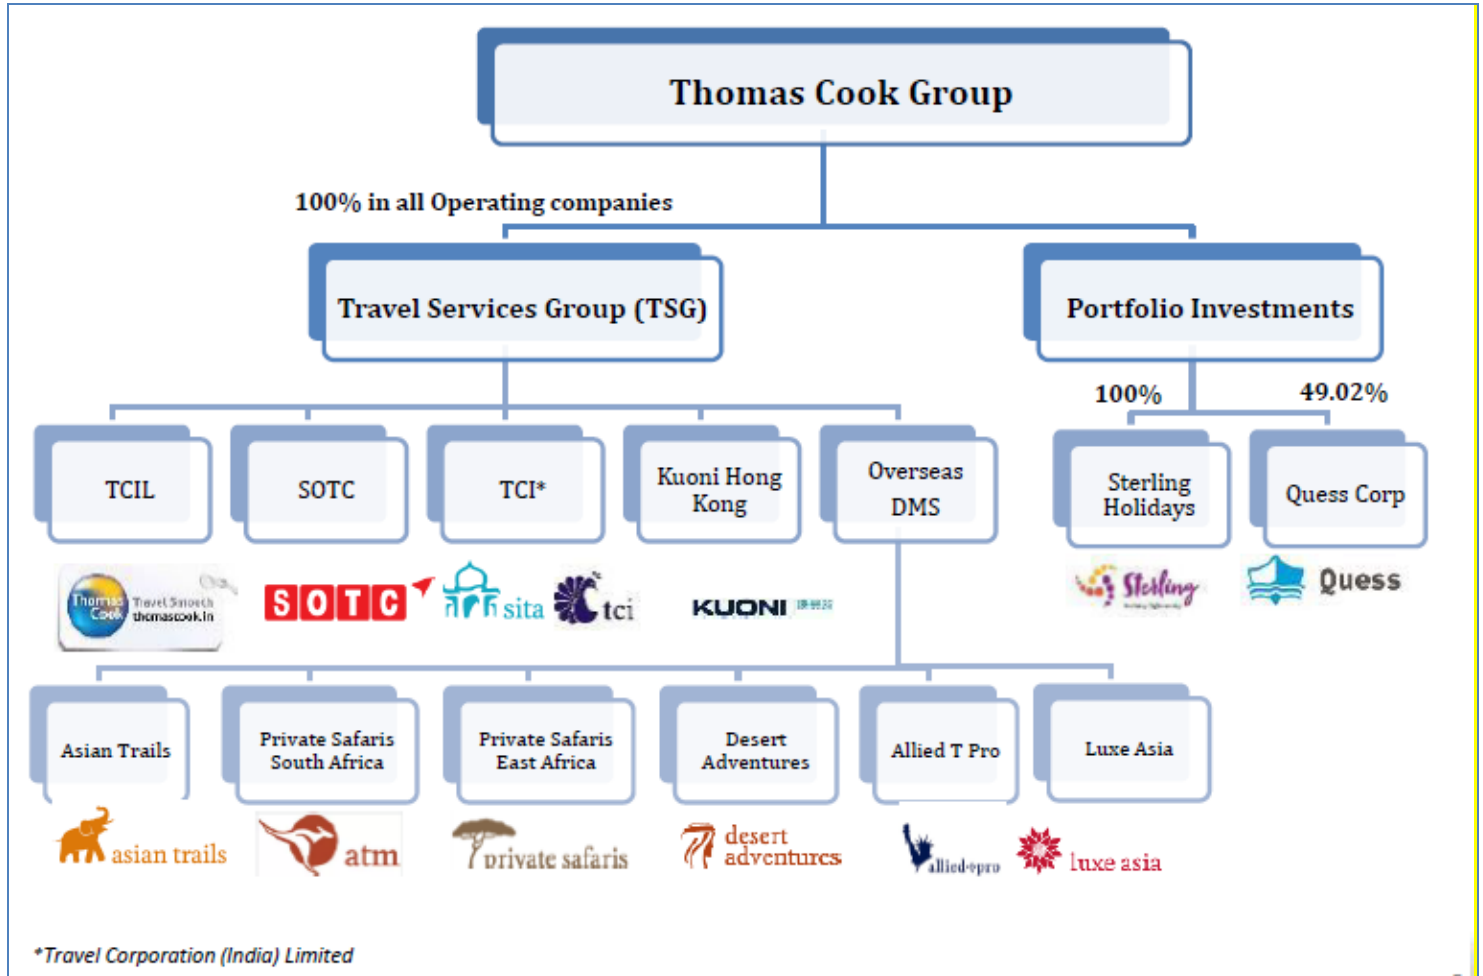 Thomas Cook Group
100% in all Operating companies
Travel Services Group (TSG)
Portfolio Investments
100%
49.02%
TCIL
SOTC
TCI*
Kuoni Hong
Kong
Overseas
DMS
Sterling
Holidays
Quess Corp
Thomas
Cook
Travel Smooth
thomascook.in
SOTC
sita
tci
KUONI
Sterling
Quess
Asian Trails
Private Safaris
South Africa
Private Safaris
East Africa
Desert
Adventures
Allied T Pro
Luxe Asia
asian trails
atm
private safaris
desert
adventures
allied-tpro
luxe asia
*Travel Corporation (India) Limited